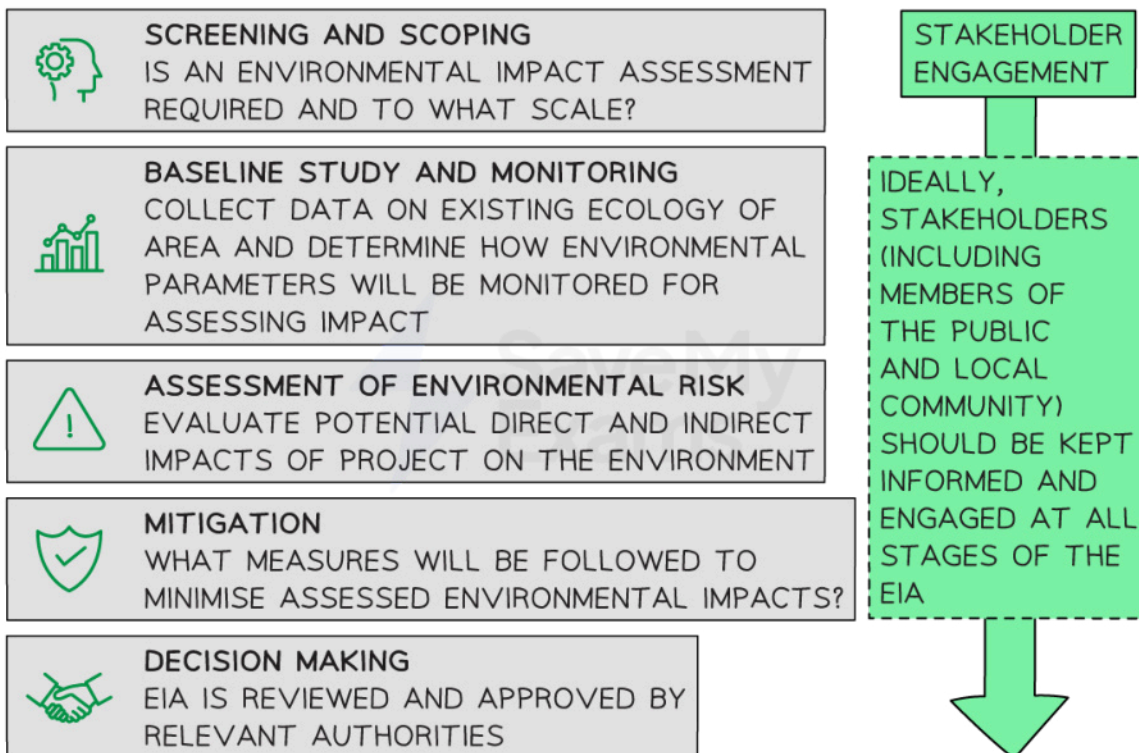 SCREENING AND SCOPING
IS AN ENVIRONMENTAL IMPACT ASSESSMENT
REQUIRED AND TO WHAT SCALE?
BASELINE STUDY AND MONITORING
COLLECT DATA ON EXISTING ECOLOGY OF
AREA AND DETERMINE HOW ENVIRONMENTAL
PARAMETERS WILL BE MONITORED FOR
ASSESSING IMPACT
ASSESSMENT OF ENVIRONMENTAL RISK
EVALUATE POTENTIAL DIRECT AND INDIRECT
IMPACTS OF PROJECT ON THE ENVIRONMENT
MITIGATION
WHAT MEASURES WILL BE FOLLOWED TO
MINIMISE ASSESSED ENVIRONMENTAL IMPACTS?
DECISION MAKING
EIA IS REVIEWED AND APPROVED BY
RELEVANT AUTHORITIES
STAKEHOLDER
ENGAGEMENT
IDEALLY,
STAKEHOLDERS
(INCLUDING
MEMBERS OF
THE PUBLIC
AND LOCAL
COMMUNITY)
SHOULD BE KEPT
INFORMED AND
ENGAGED AT ALL
STAGES OF THE
EIA
SaveMy
Exams